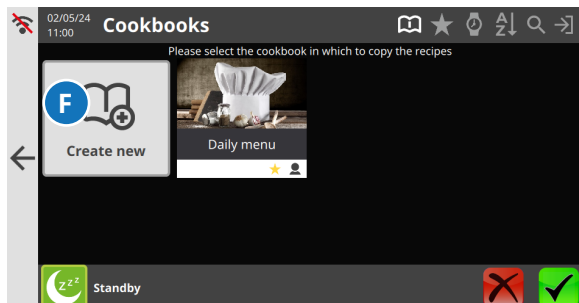 02/05/24
11:00
Cookbooks
Please select the cookbook in which to copy the recipes
F
Create new
Daily menu
zzz
Standby